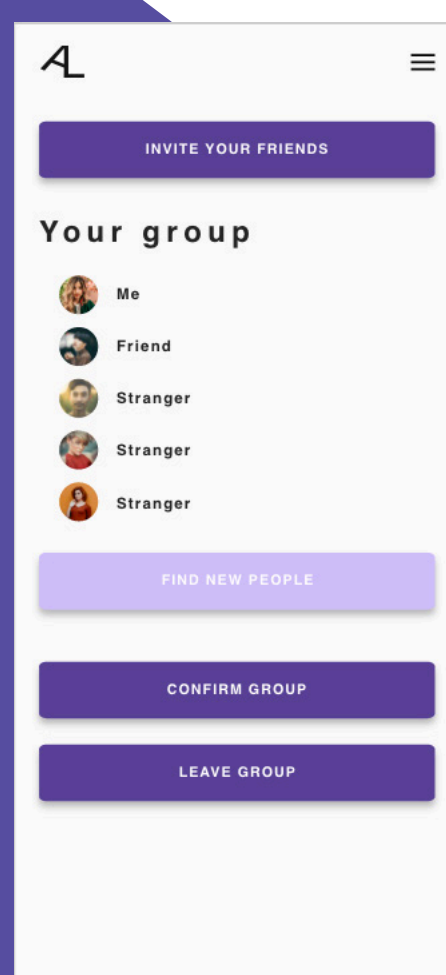 AL
INVITE YOUR FRIENDS
Your group
Me
Friend
Stranger
Stranger
Stranger
FIND NEW PEOPLE
CONFIRM GROUP
LEAVE GROUP